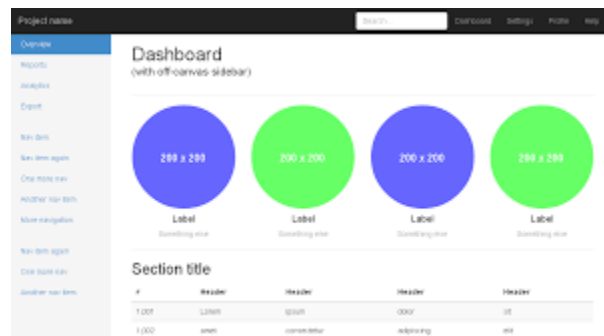 Project name
Search...
Dashboard Settings Profile Help
Overview
Reports
Analytics
Export
Nav item
Nav item again
One more nav
Another nav item
More navigation
Nav item again
One more nav
Another nav item
Dashboard
(with off-canvas sidebar)
200 x 200 200 x 200 200 x 200 200 x 200
Label Label Label Label
Something else Something else Something else Something else
Section title
# Header Header Header Header
1,001 Lorem ipsum dolor sit
1,002 amet consectetur adipiscing elit